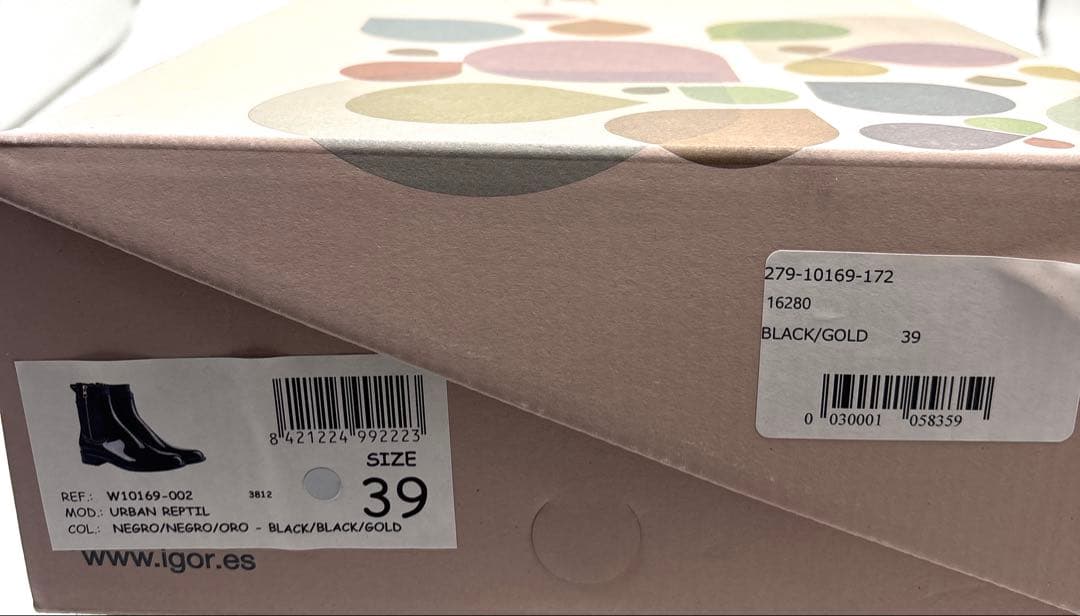 279-10169-172
16280
BLACK/GOLD 39
0 030001 058359
8 421224 992223
SIZE
39
REF.: W10169-002 3812
MOD.: URBAN REPTIL
COL.: NEGRO/NEGRO/ORO - BLACK/BLACK/GOLD
www.igor.es